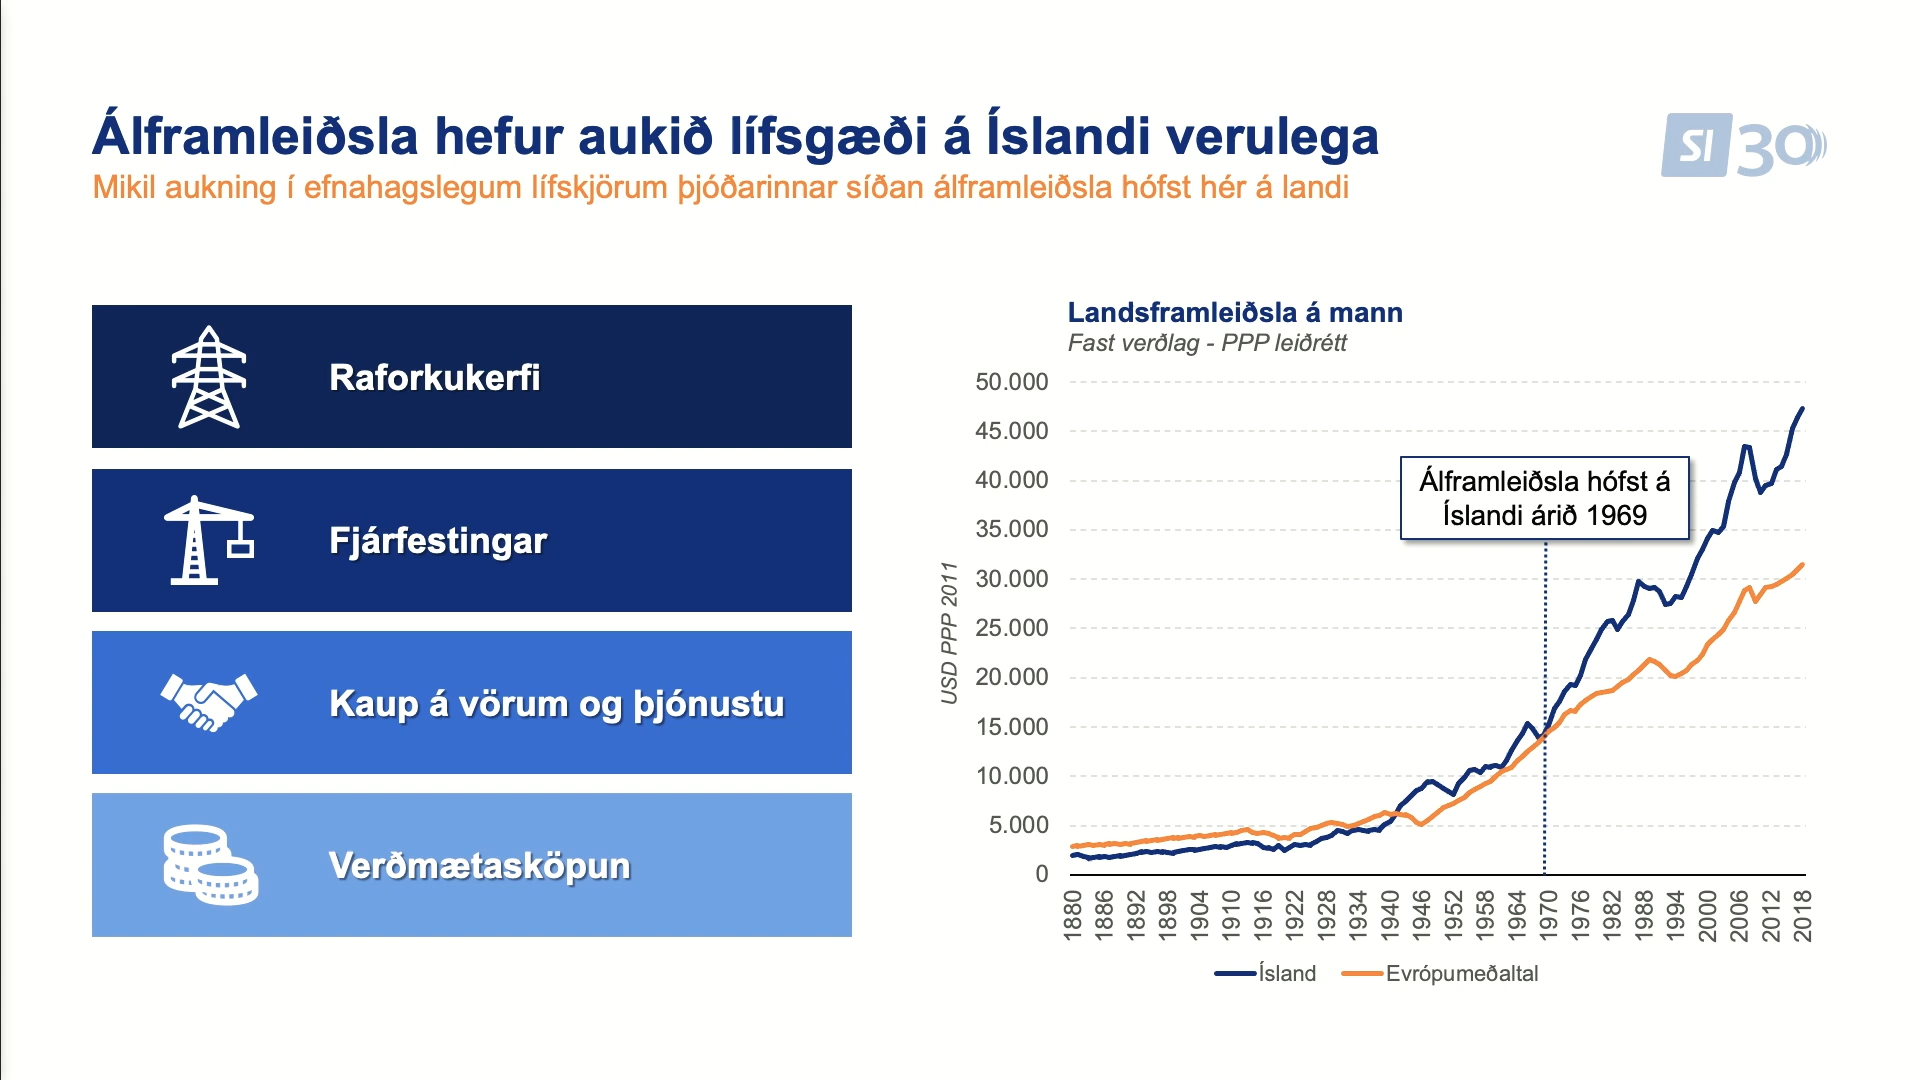 Álframleiðsla hefur aukið lífsgæði á Íslandi verulega
Mikil aukning í efnahagslegum lífskjörum þjóðarinnar síðan álframleiðsla hófst hér á landi
SI 30
Raforkukerfi
Fjárfestingar
Kaup á vörum og þjónustu
Verðmætasköpun
Landsframleiðsla á mann
Fast verðlag - PPP leiðrétt
USD PPP 2011
50.000
45.000
40.000
35.000
30.000
25.000
20.000
15.000
10.000
5.000
0
Álframleiðsla hófst á
Íslandi árið 1969
1880 1886 1892 1898 1904 1910 1916 1922 1928 1934 1940 1946 1952 1958 1964 1970 1976 1982 1988 1994 2000 2006 2012 2018
Ísland Evrópumeðaltal